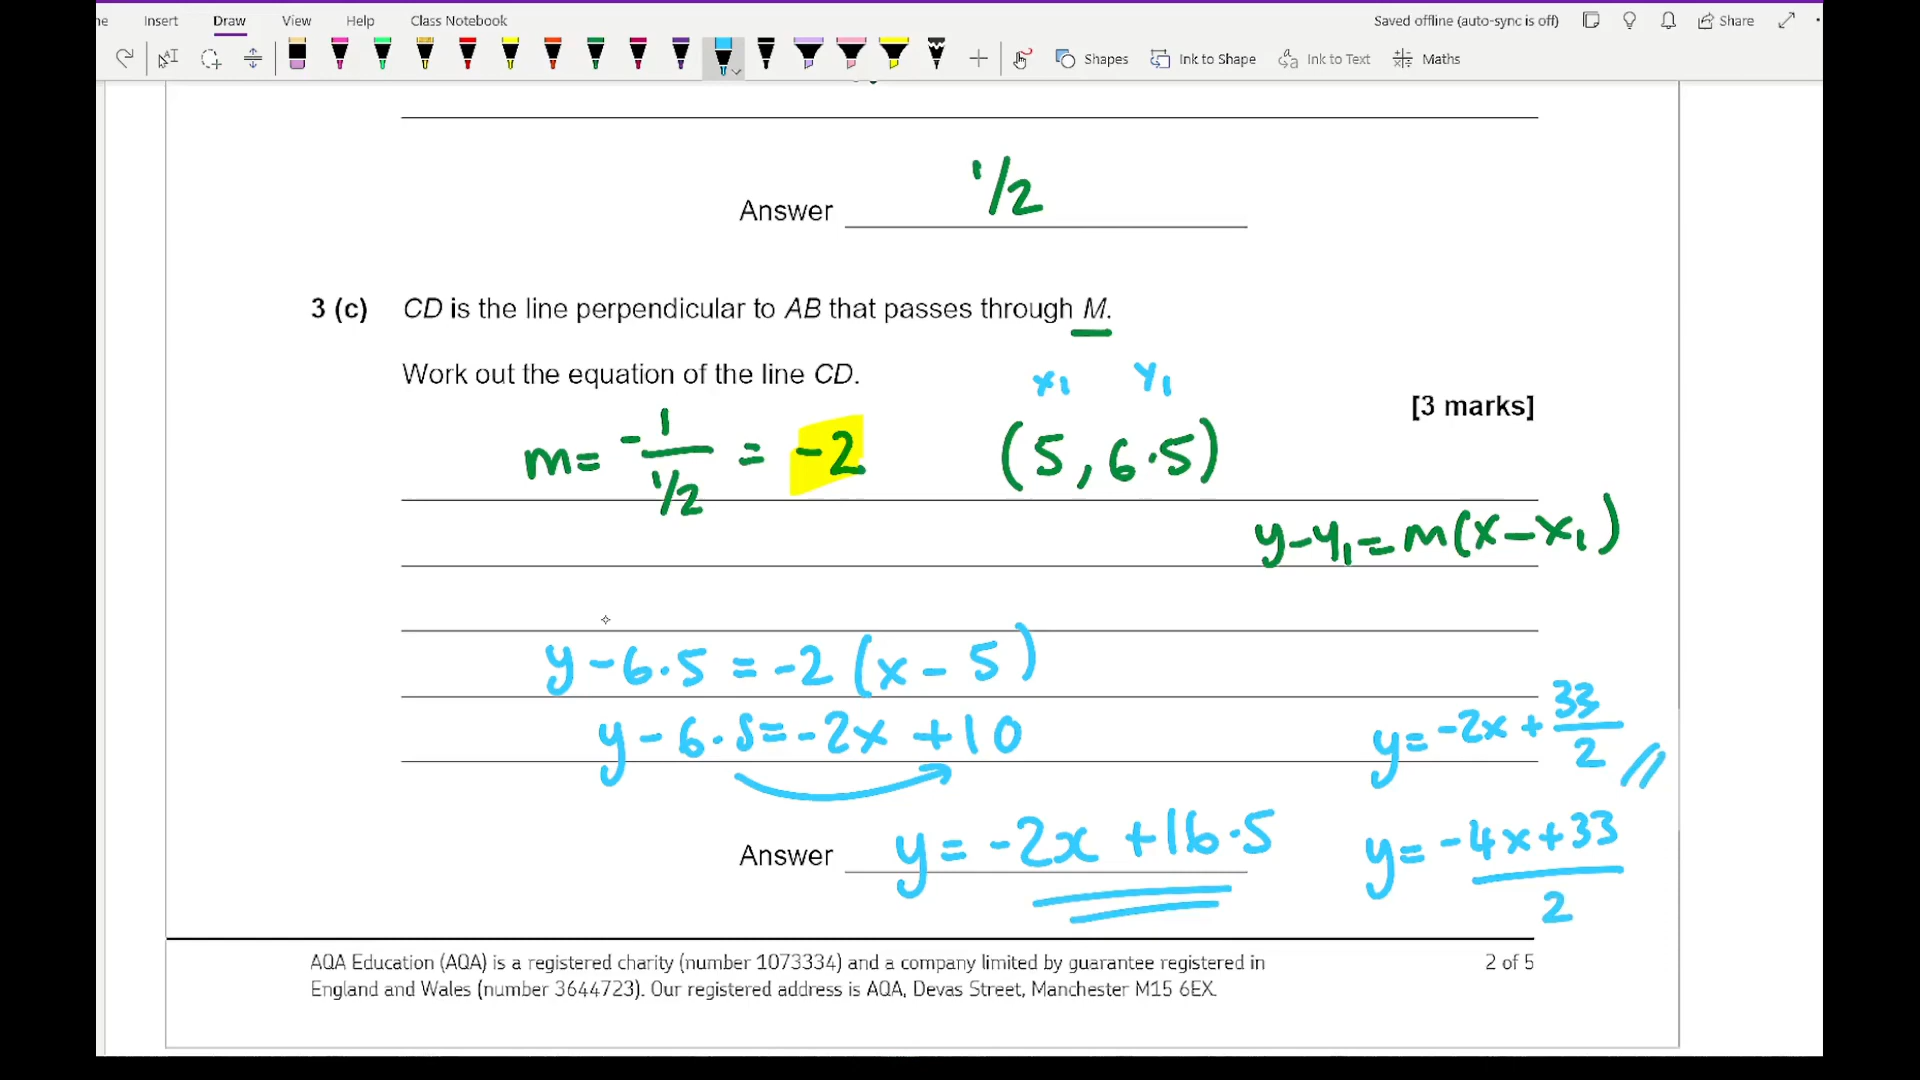 ne Insert Draw View Help Class Notebook Saved offline (auto-sync is off) Share
Shapes Ink to Shape Ink to Text Maths
Answer 1/2
3 (c) CD is the line perpendicular to AB that passes through M.
Work out the equation of the line CD.
x₁ y₁
[3 marks]
m = -1/(1/2) = -2 (5, 6·5)
y-y₁ = m(x-x₁)
y-6·5 = -2(x-5)
y-6·5 = -2x +10
y = -2x + 33/2 //
Answer y = -2x +16·5
y = (-4x+33)/2
AQA Education (AQA) is a registered charity (number 1073334) and a company limited by guarantee registered in 2 of 5
England and Wales (number 3644723). Our registered address is AQA, Devas Street, Manchester M15 6EX.